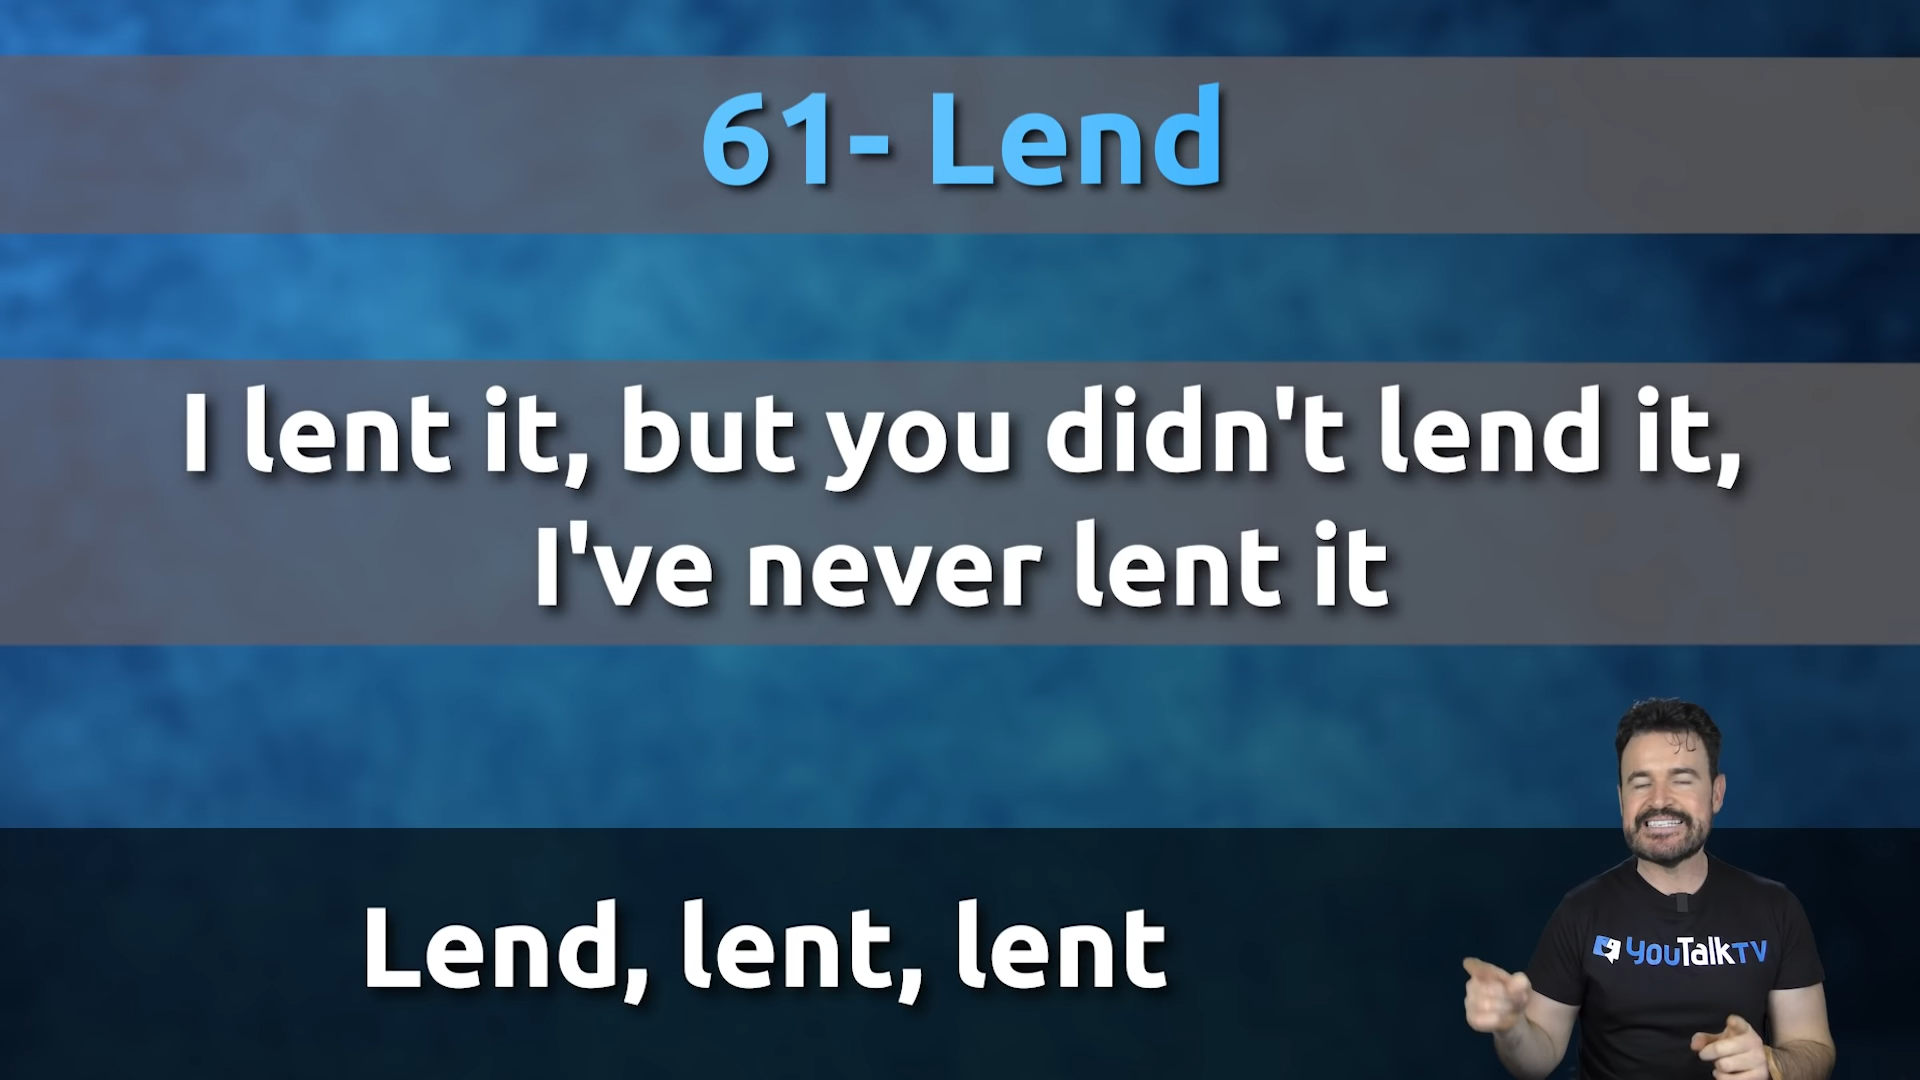 61- Lend
I lent it, but you didn't lend it,
I've never lent it
Lend, lent, lent
YouTalkTV